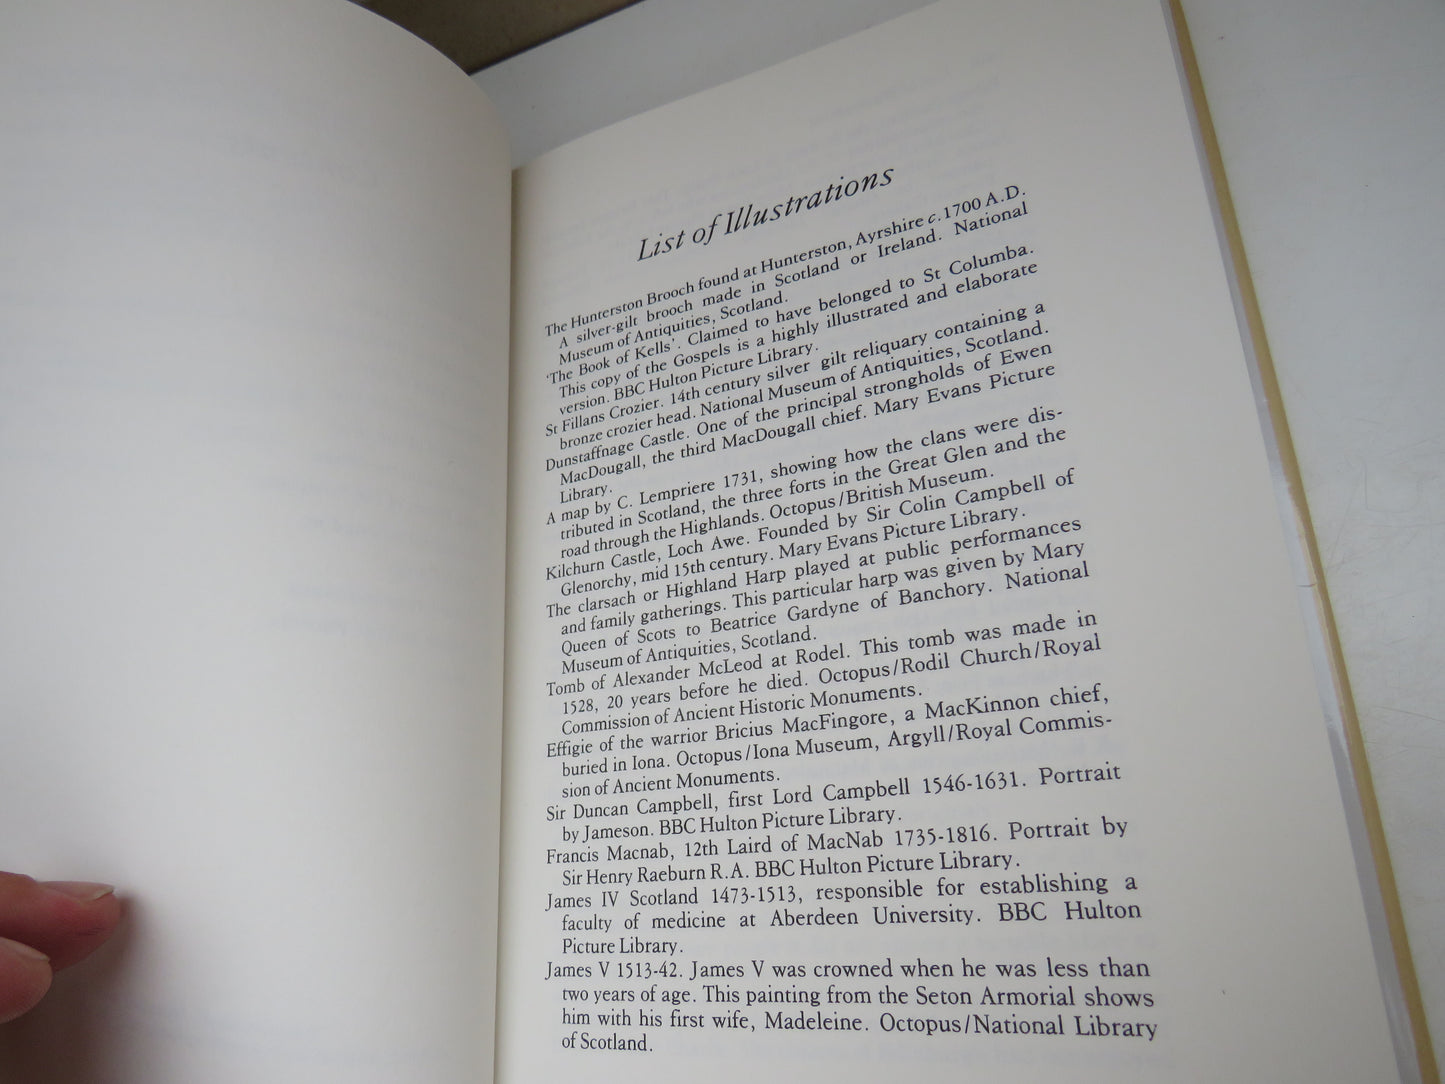 List of Illustrations
The Hunterston Brooch found at Hunterston, Ayrshire c.1700 A.D.
A silver-gilt brooch made in Scotland or Ireland. National
Museum of Antiquities, Scotland.
'The Book of Kells'. Claimed to have belonged to St Columba.
This copy of the Gospels is a highly illustrated and elaborate
version. BBC Hulton Picture Library.
St Fillans Crozier. 14th century silver gilt reliquary containing a
bronze crozier head. National Museum of Antiquities, Scotland.
Dunstaffnage Castle. One of the principal strongholds of Ewen
MacDougall, the third MacDougall chief. Mary Evans Picture
Library.
A map by C. Lempriere 1731, showing how the clans were dis-
tributed in Scotland, the three forts in the Great Glen and the
road through the Highlands. Octopus/British Museum.
Kilchurn Castle, Loch Awe. Founded by Sir Colin Campbell of
Glenorchy, mid 15th century. Mary Evans Picture Library.
The clarsach or Highland Harp played at public performances
and family gatherings. This particular harp was given by Mary
Queen of Scots to Beatrice Gardyne of Banchory. National
Museum of Antiquities, Scotland.
Tomb of Alexander McLeod at Rodel. This tomb was made in
1528, 20 years before he died. Octopus/Rodil Church/Royal
Commission of Ancient Historic Monuments.
Effigie of the warrior Bricius MacFingore, a MacKinnon chief,
buried in Iona. Octopus/Iona Museum, Argyll/Royal Commis-
sion of Ancient Monuments.
Sir Duncan Campbell, first Lord Campbell 1546-1631. Portrait
by Jameson. BBC Hulton Picture Library.
Francis Macnab, 12th Laird of MacNab 1735-1816. Portrait by
Sir Henry Raeburn R.A. BBC Hulton Picture Library.
James IV Scotland 1473-1513, responsible for establishing a
faculty of medicine at Aberdeen University. BBC Hulton
Picture Library.
James V 1513-42. James V was crowned when he was less than
two years of age. This painting from the Seton Armorial shows
him with his first wife, Madeleine. Octopus/National Library
of Scotland.